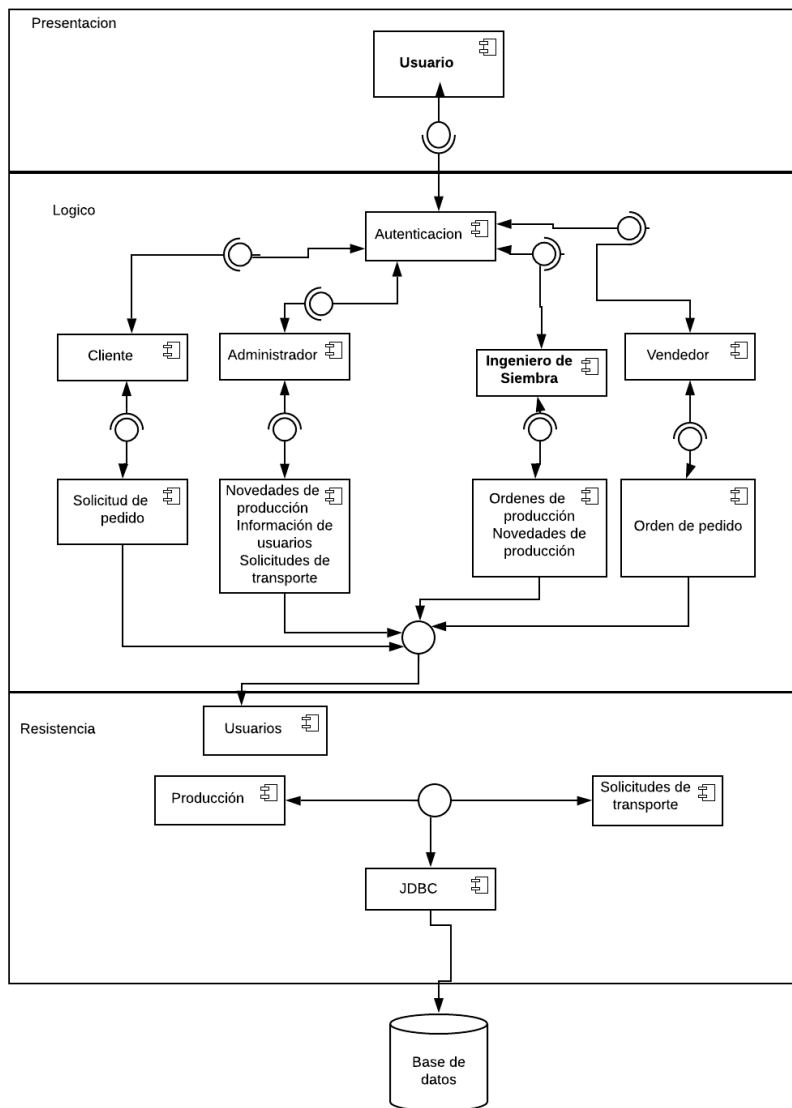 Presentacion
Usuario
Logico
Autenticacion
Cliente
Administrador
Ingeniero de
Siembra
Vendedor
Solicitud de
pedido
Novedades de
producción
Información de
usuarios
Solicitudes de
transporte
Ordenes de
producción
Novedades de
producción
Orden de pedido
Resistencia
Usuarios
Producción
Solicitudes de
transporte
JDBC
Base de
datos